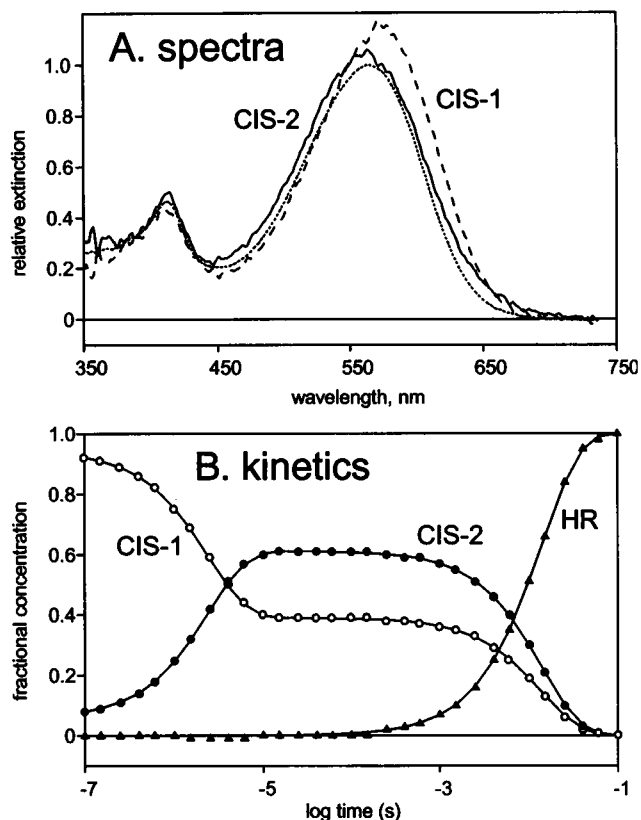 A. spectra
1.0
0.8
0.6
0.4
0.2
0
relative extinction
CIS-2
CIS-1
350
450
550
650
750
wavelength, nm
B. kinetics
1.0
0.8
0.6
0.4
0.2
0
fractional concentration
CIS-1
CIS-2
HR
-7
-5
-3
-1
log time (s)